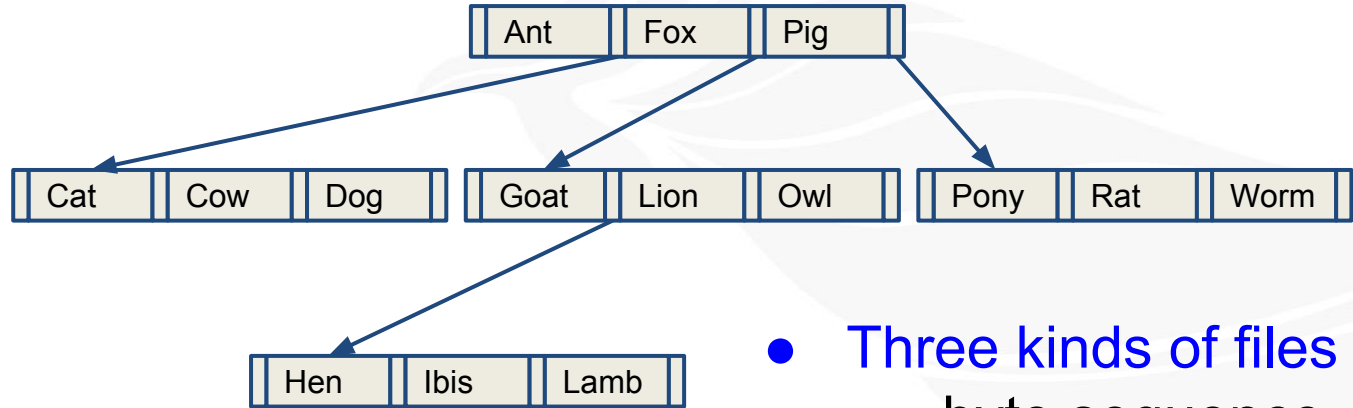 Ant Fox Pig
Cat Cow Dog Goat Lion Owl Pony Rat Worm
Hen Ibis Lamb
● Three kinds of files